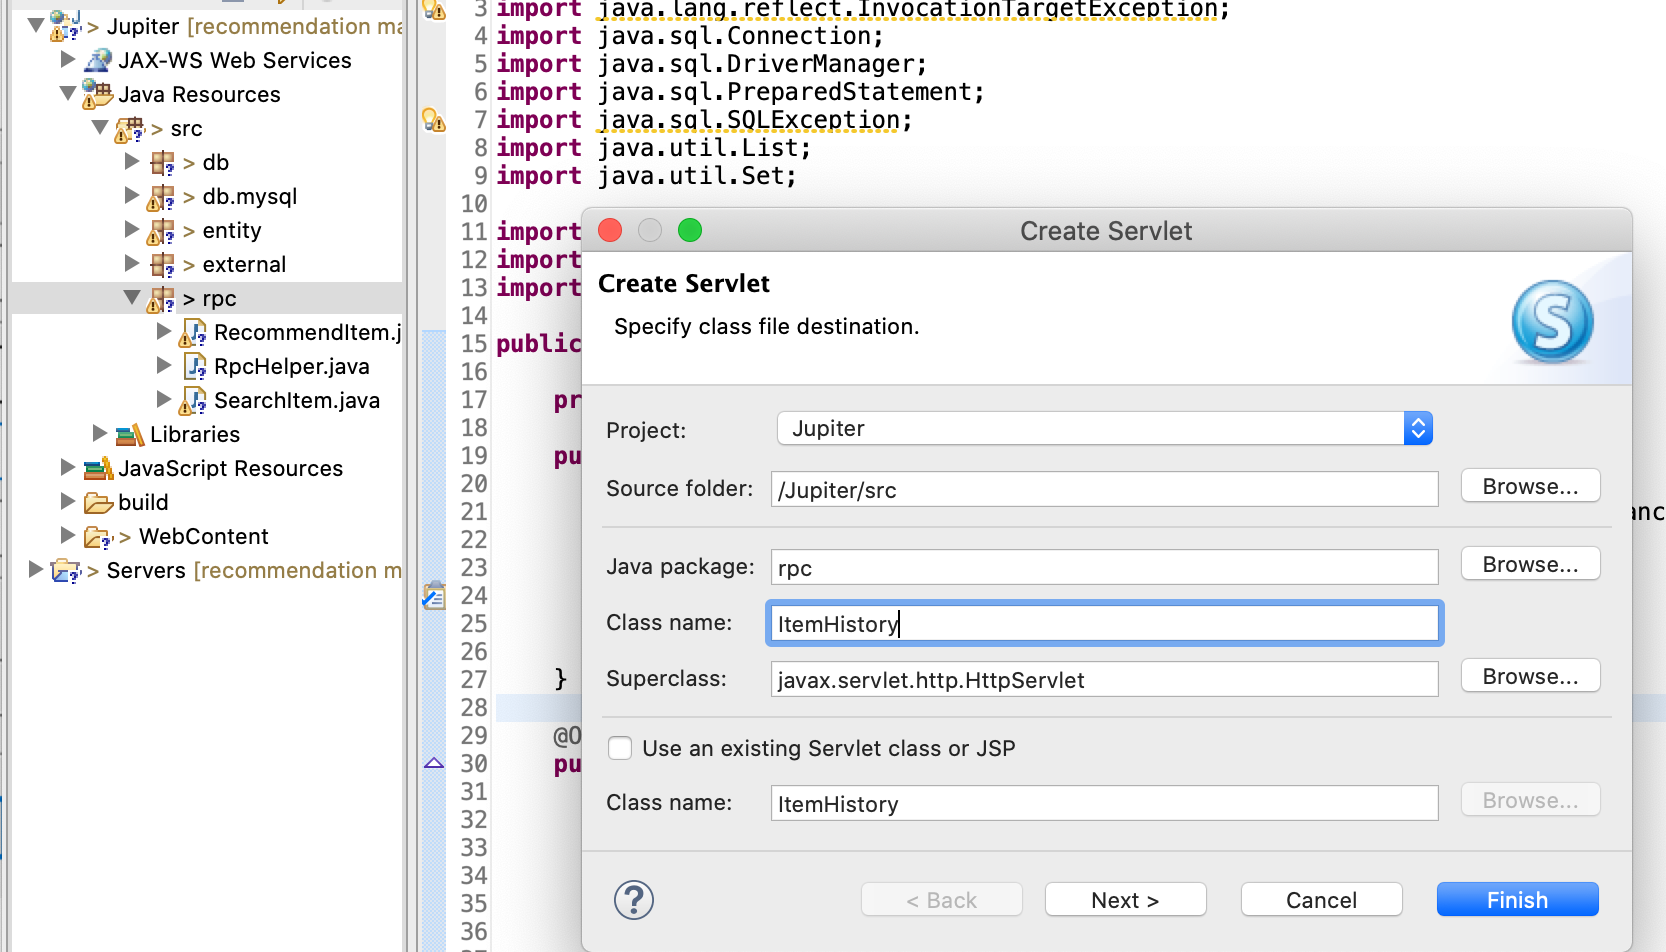 > Jupiter [recommendation ma
JAX-WS Web Services
Java Resources
> src
> db
> db.mysql
> entity
> external
> rpc
RecommendItem.j
RpcHelper.java
SearchItem.java
Libraries
JavaScript Resources
build
> WebContent
> Servers [recommendation m
3 import java.lang.reflect.InvocationTargetException;
4 import java.sql.Connection;
5 import java.sql.DriverManager;
6 import java.sql.PreparedStatement;
7 import java.sql.SQLException;
8 import java.util.List;
9 import java.util.Set;
10
11 import
12 import
13 import
14
15 public
16
17 pr
18
19 pu
20
21 anc
22
23
24
25
26
27 }
28
29 @O
30 pu
31
32
33
34
35
36
Create Servlet
Create Servlet
Specify class file destination.
Project: Jupiter
Source folder: /Jupiter/src Browse...
Java package: rpc Browse...
Class name: ItemHistory
Superclass: javax.servlet.http.HttpServlet Browse...
Use an existing Servlet class or JSP
Class name: ItemHistory Browse...
? < Back Next > Cancel Finish